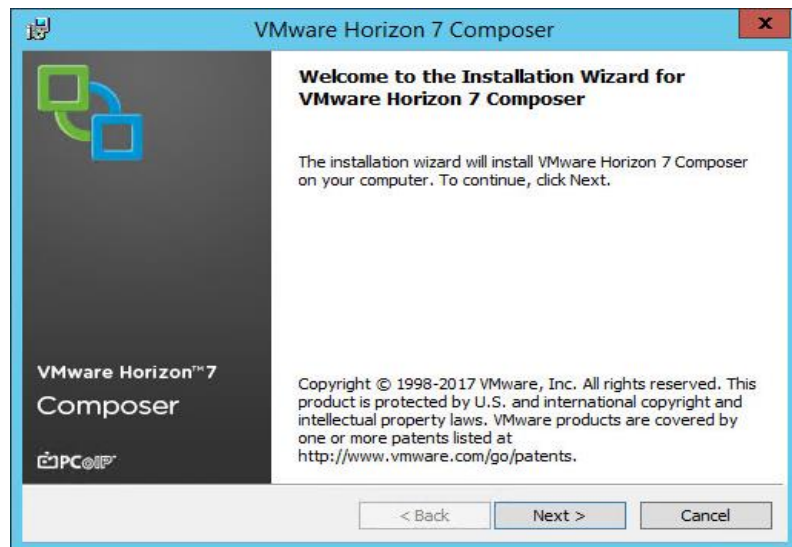 VMware Horizon 7 Composer
Welcome to the Installation Wizard for
VMware Horizon 7 Composer
The installation wizard will install VMware Horizon 7 Composer
on your computer. To continue, click Next.
VMware Horizon™7
Composer
PCoIP
Copyright © 1998-2017 VMware, Inc. All rights reserved. This
product is protected by U.S. and international copyright and
intellectual property laws. VMware products are covered by
one or more patents listed at
http://www.vmware.com/go/patents.
< Back Next > Cancel